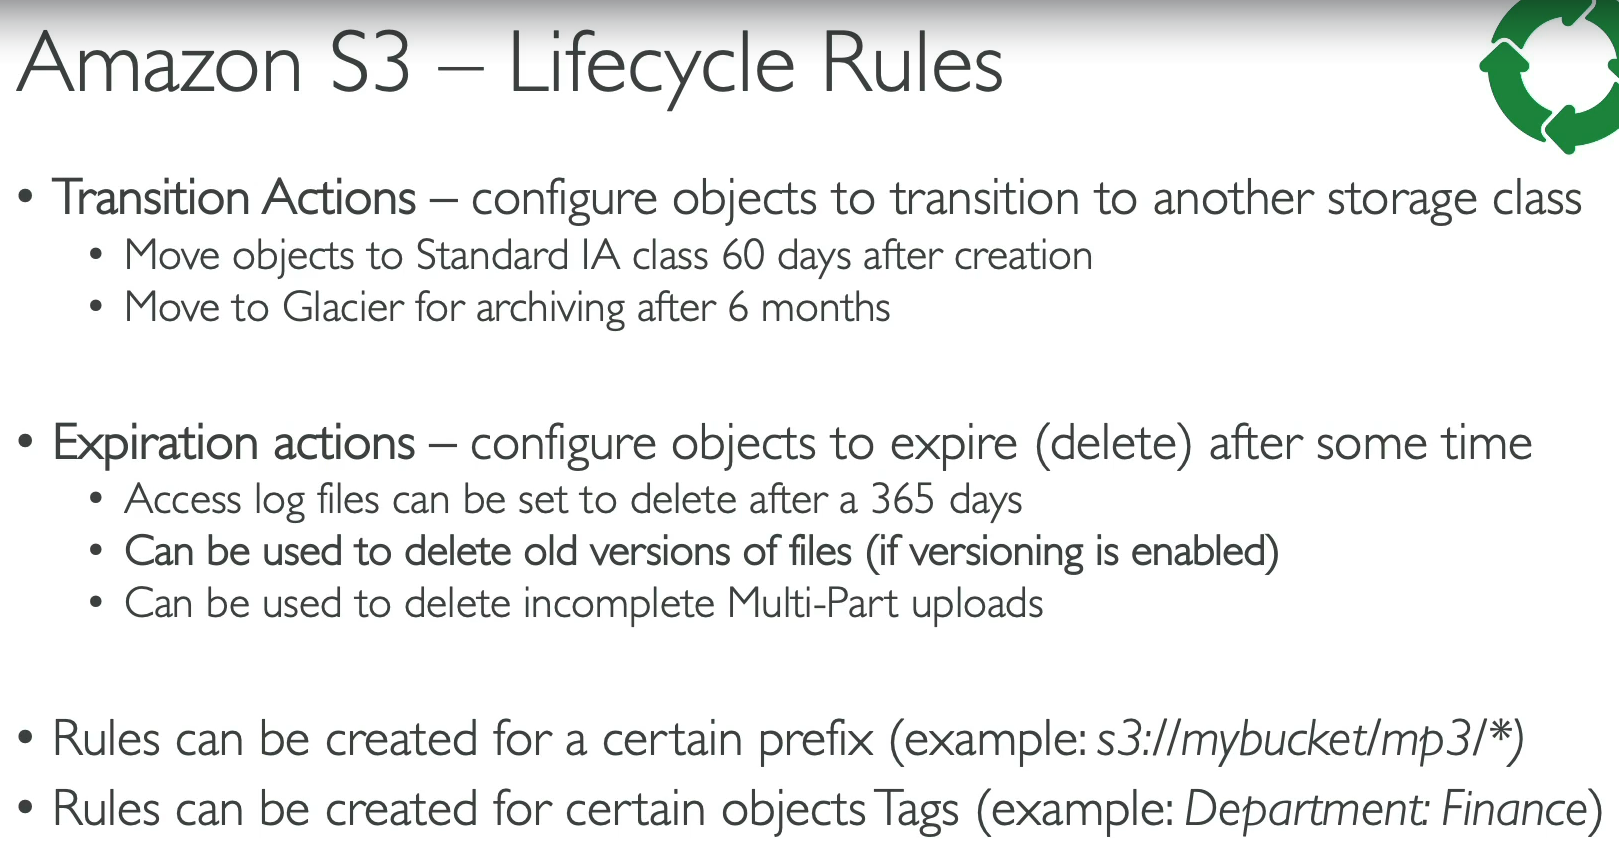 Amazon S3 – Lifecycle Rules
• Transition Actions – configure objects to transition to another storage class
• Move objects to Standard IA class 60 days after creation
• Move to Glacier for archiving after 6 months
• Expiration actions – configure objects to expire (delete) after some time
• Access log files can be set to delete after a 365 days
• Can be used to delete old versions of files (if versioning is enabled)
• Can be used to delete incomplete Multi-Part uploads
• Rules can be created for a certain prefix (example: s3://mybucket/mp3/*)
• Rules can be created for certain objects Tags (example: Department: Finance)